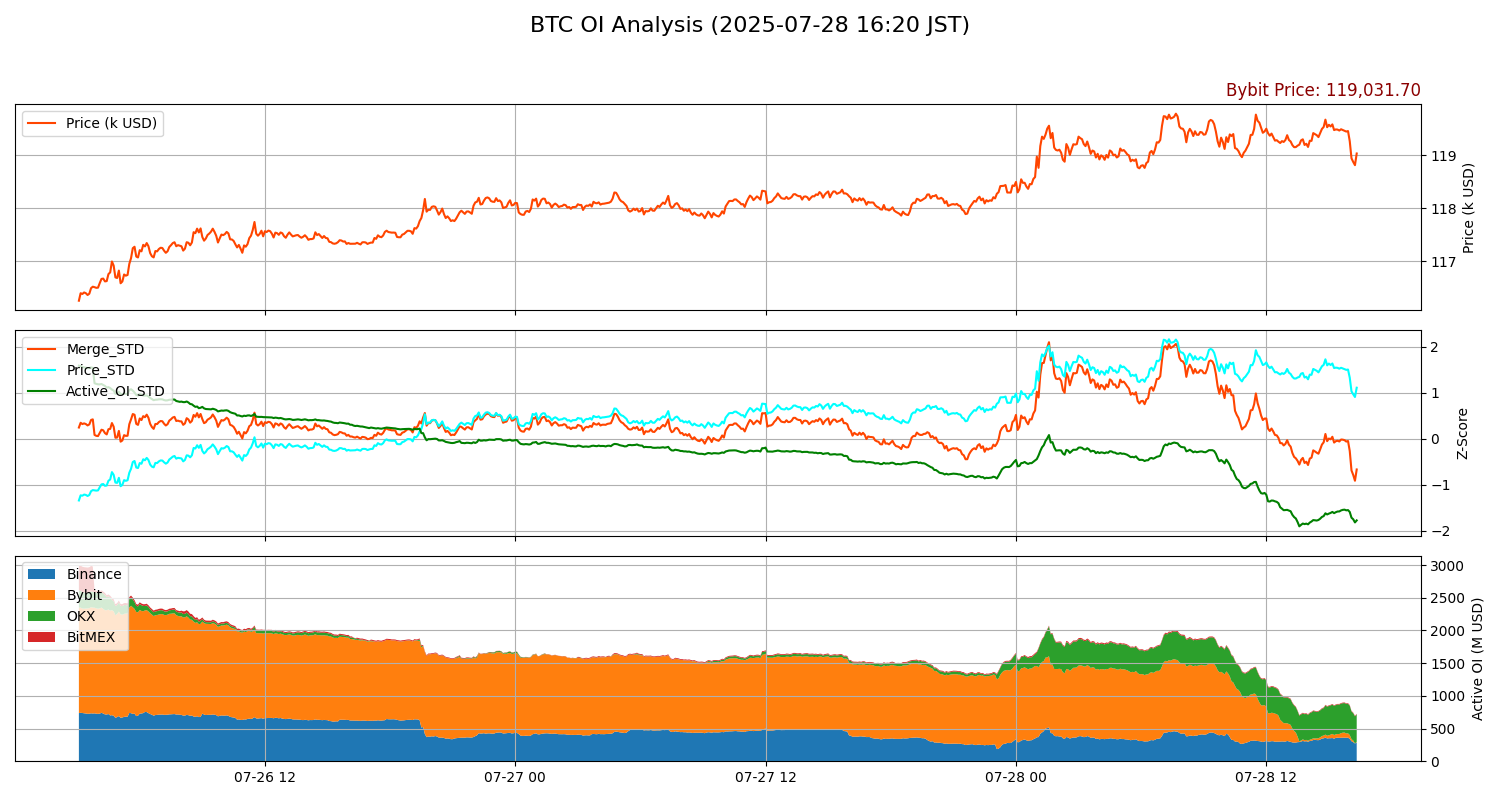 BTC OI Analysis (2025-07-28 16:20 JST)
Bybit Price: 119,031.70
Price (k USD)
119
118
117
Price (k USD)
Merge_STD
Price_STD
Active_OI_STD
2
1
0
−1
−2
Z-Score
Binance
Bybit
OKX
BitMEX
3000
2500
2000
1500
1000
500
0
Active OI (M USD)
07-26 12
07-27 00
07-27 12
07-28 00
07-28 12